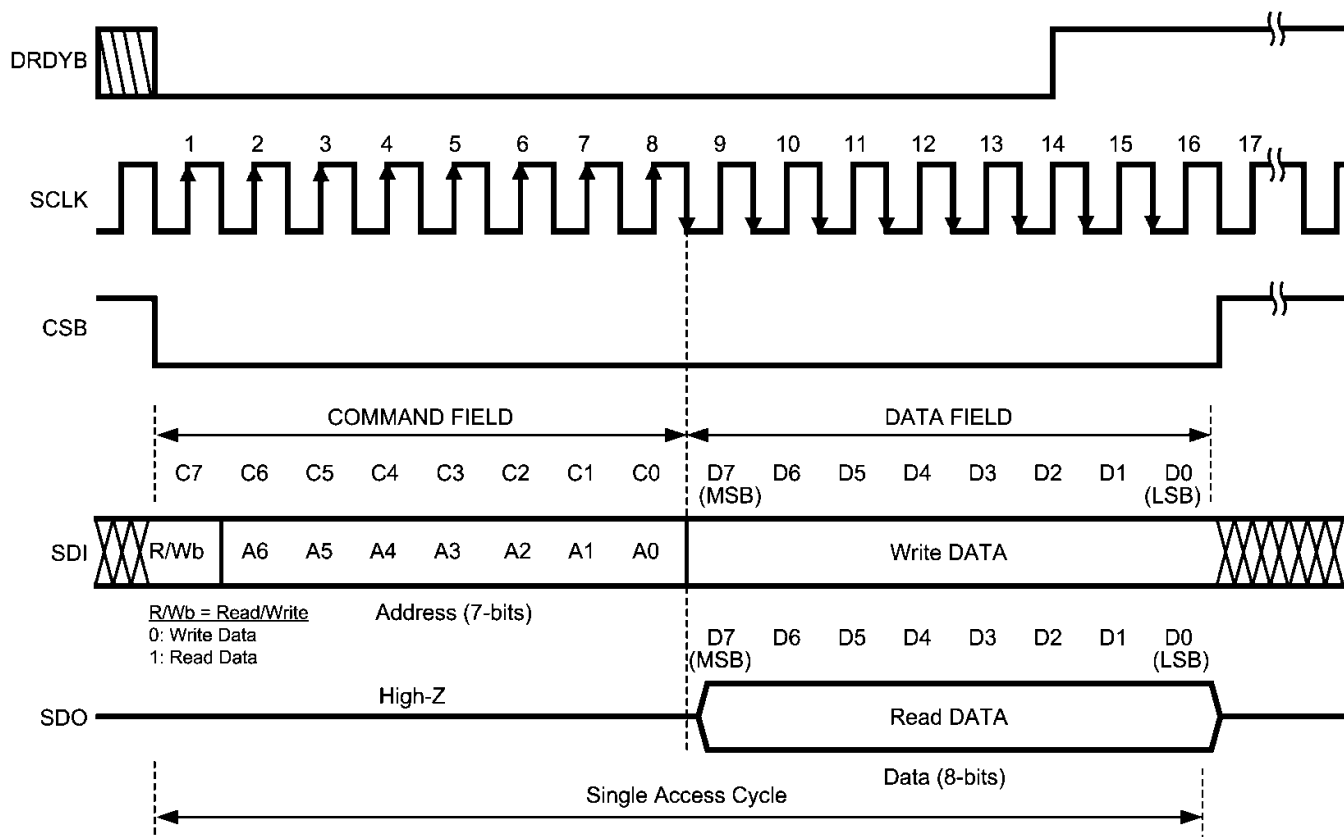 DRDYB
1 2 3 4 5 6 7 8 9 10 11 12 13 14 15 16 17
SCLK
CSB
COMMAND FIELD DATA FIELD
C7 C6 C5 C4 C3 C2 C1 C0 D7 D6 D5 D4 D3 D2 D1 D0
(MSB) (LSB)
SDI R/Wb A6 A5 A4 A3 A2 A1 A0 Write DATA
R/Wb = Read/Write Address (7-bits)
0: Write Data
1: Read Data
D7 D6 D5 D4 D3 D2 D1 D0
(MSB) (LSB)
High-Z
SDO Read DATA
Data (8-bits)
Single Access Cycle